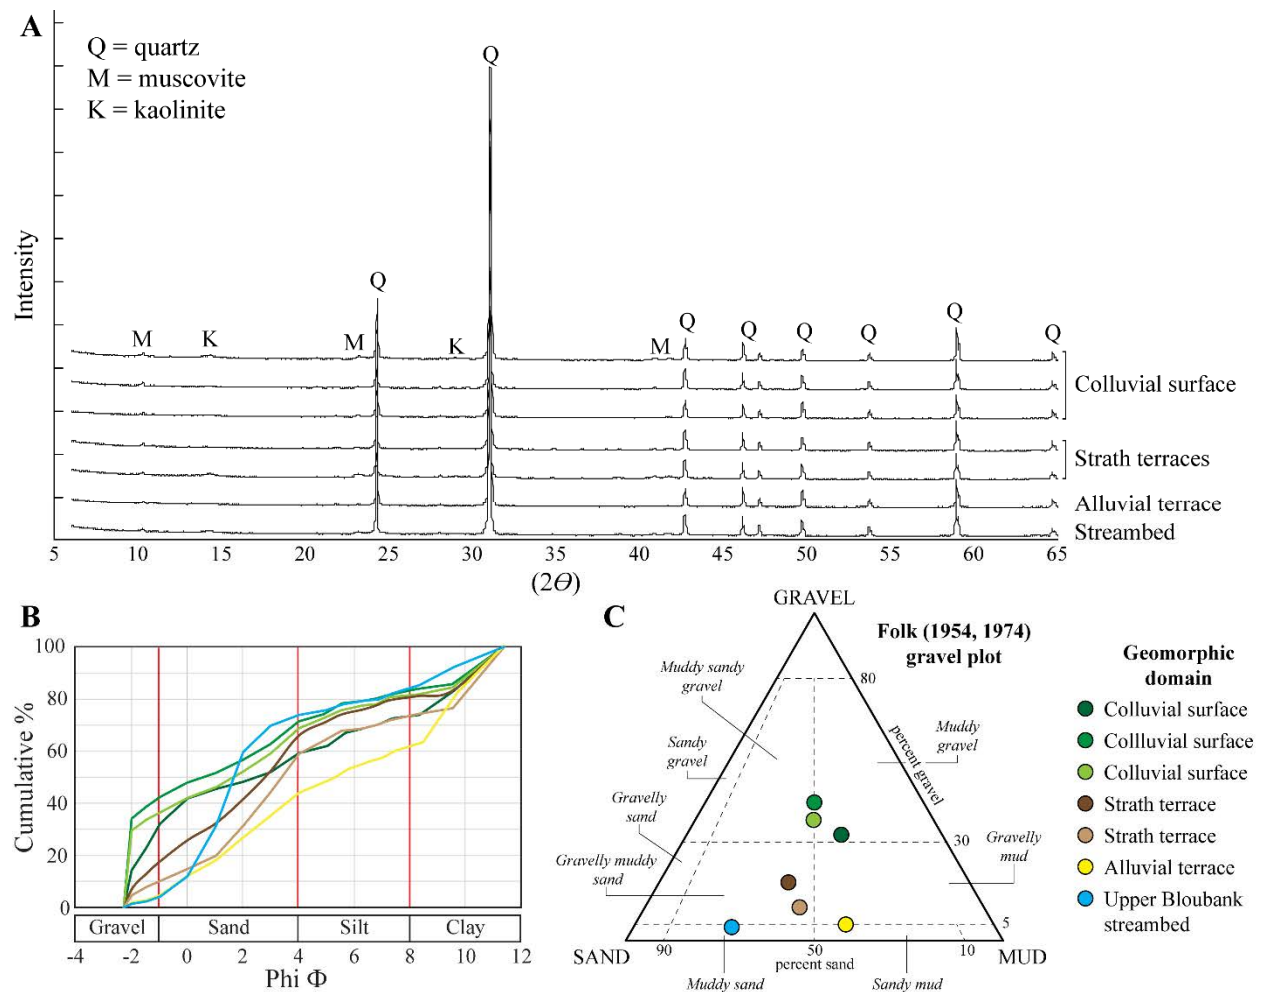 A
Q = quartz
M = muscovite
K = kaolinite
Intensity
M
K
M
Q
K
Q
M
Q
Q
Q
Q
Q
Q
Colluvial surface
Strath terraces
Alluvial terrace
Streambed
5 10 15 20 25 30 35 40 45 50 55 60 65
(2Θ)
B
Cumulative %
100
80
60
40
20
0
Gravel Sand Silt Clay
-4 -2 0 2 4 6 8 10 12
Phi Φ
C
GRAVEL
Folk (1954, 1974)
gravel plot
Muddy sandy
gravel
80
Sandy
gravel
percent gravel
Muddy
gravel
Gravelly
sand
30
Gravelly
mud
Gravelly muddy
sand
5
SAND
90
50
10
MUD
percent sand
Muddy sand
Sandy mud
Geomorphic
domain
Colluvial surface
Collluvial surface
Colluvial surface
Strath terrace
Strath terrace
Alluvial terrace
Upper Bloubank
streambed